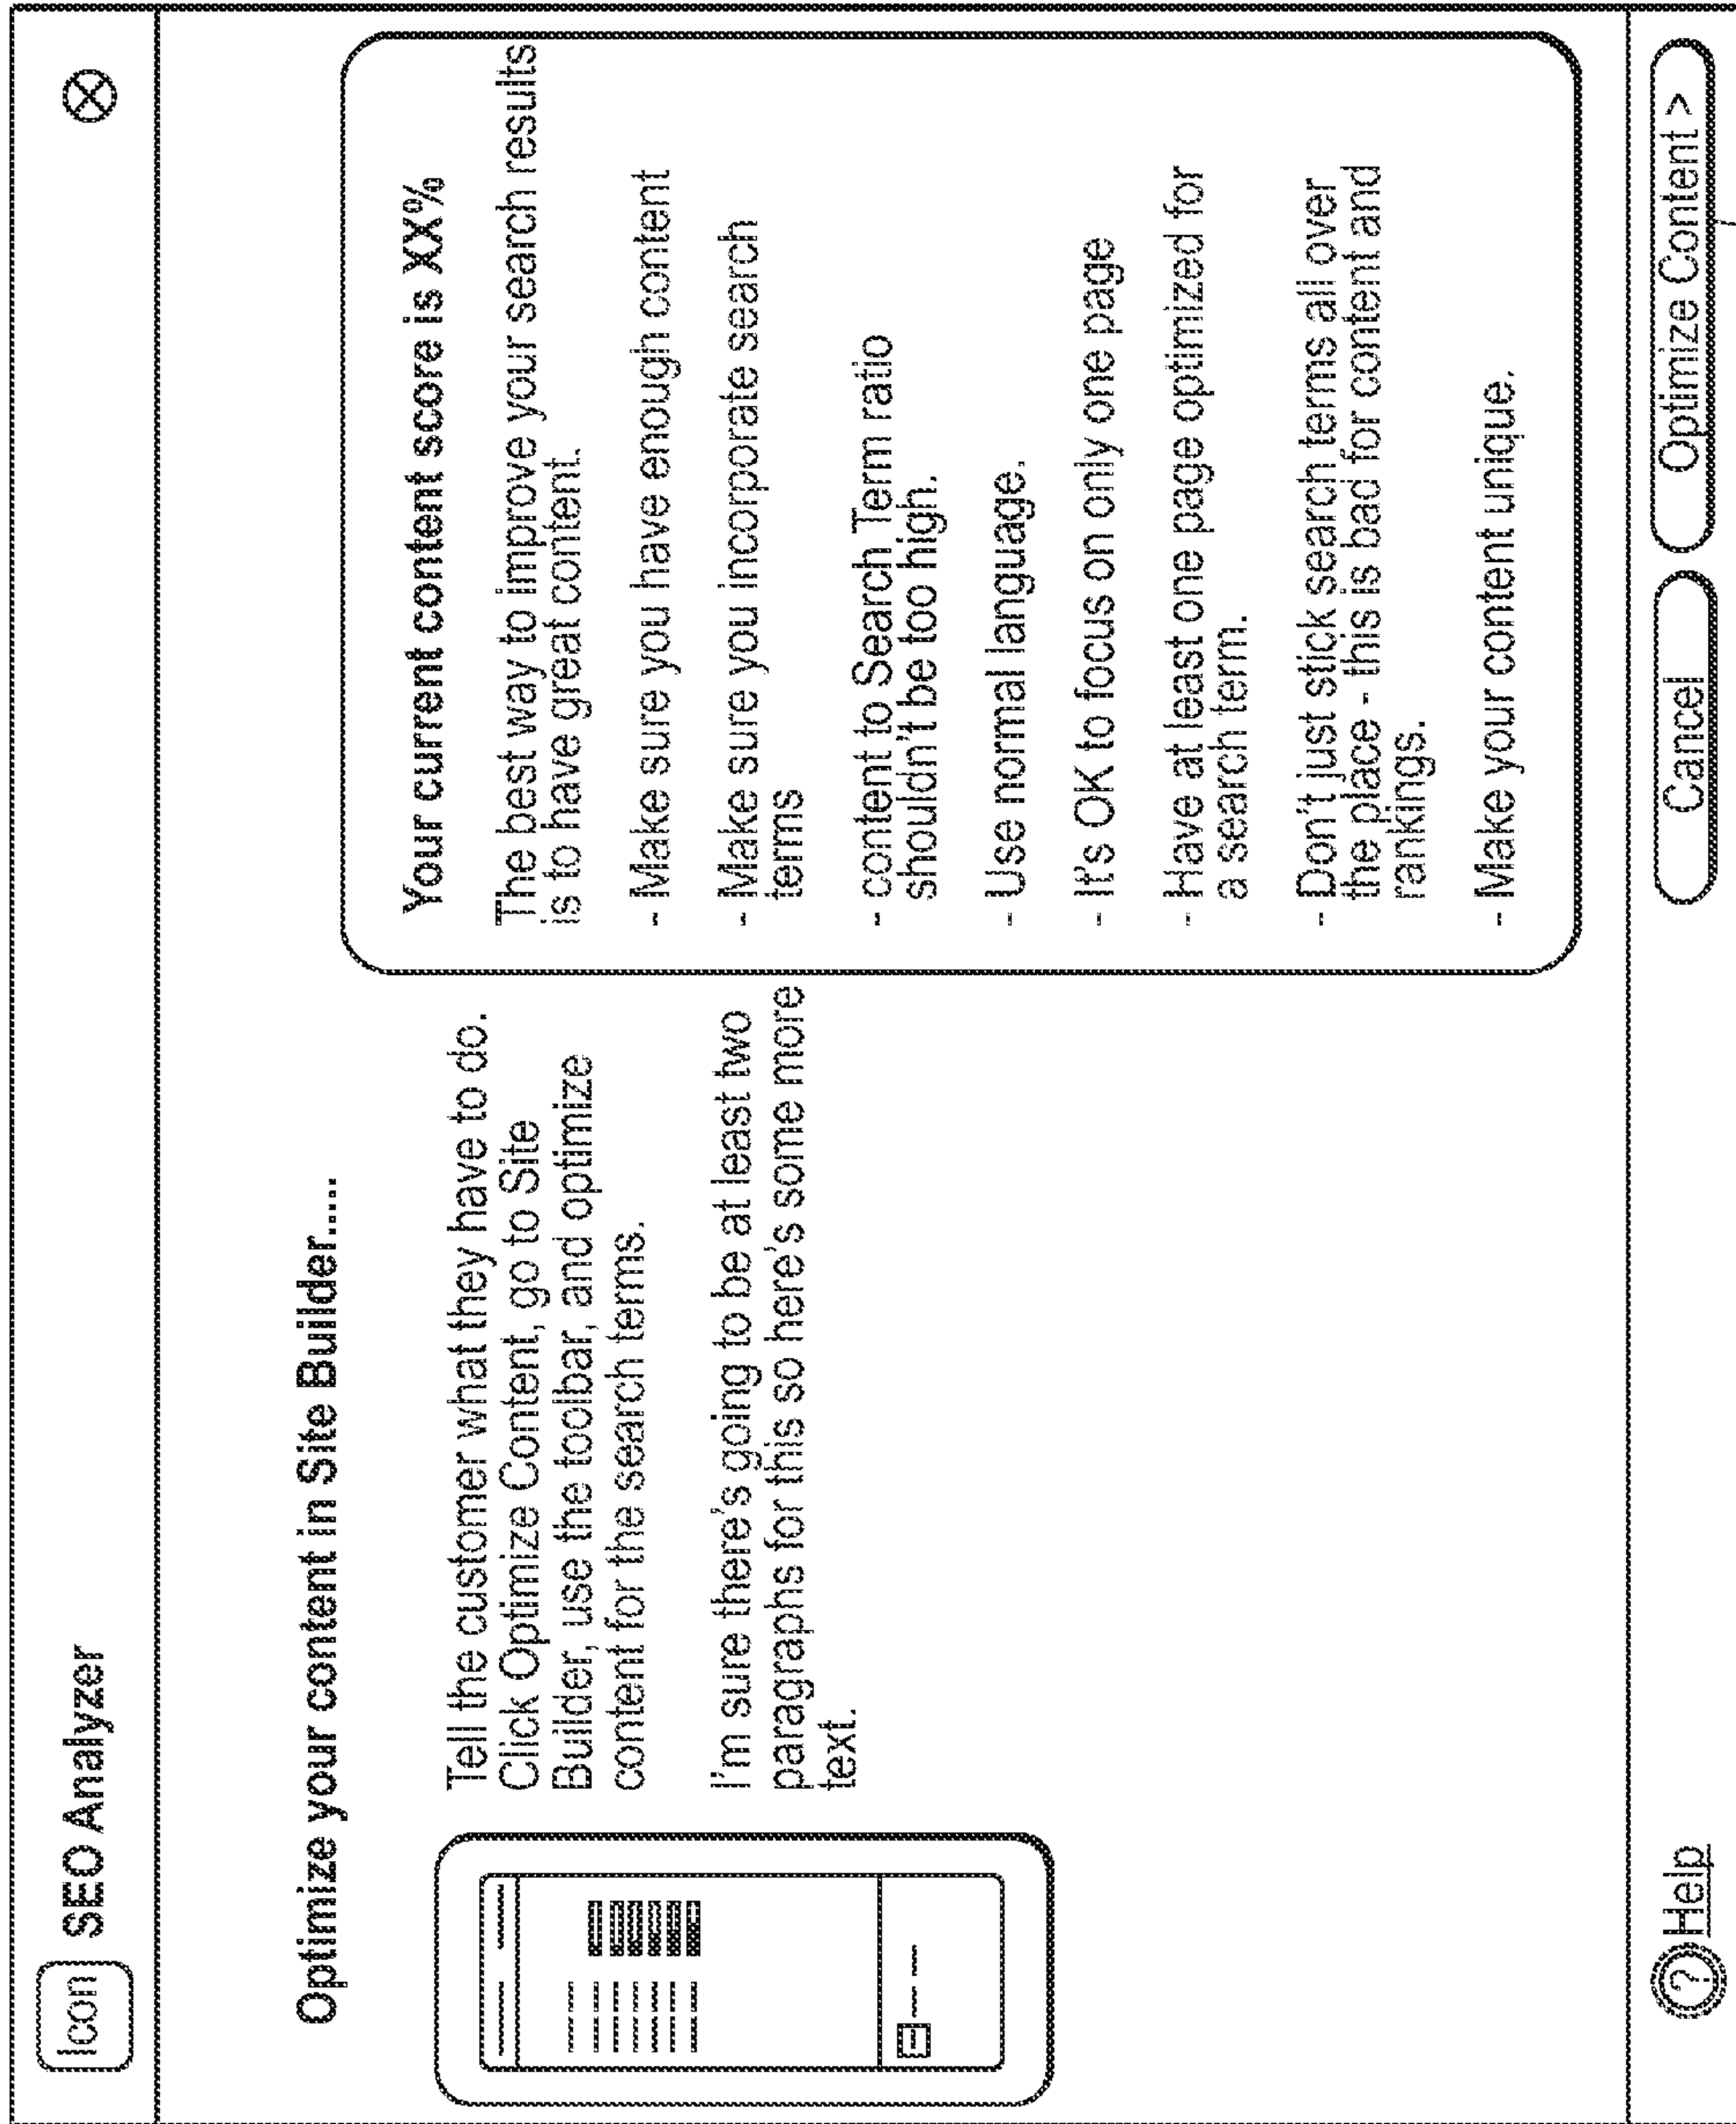 Icon SEO Analyzer
Optimize your content in Site Builder.....
Tell the customer what they have to do.
Click Optimize Content, go to Site
Builder, use the toolbar, and optimize
content for the search terms.
I'm sure there's going to be at least two
paragraphs for this so here's some more
text.
Your current content score is XX%
The best way to improve your search results
is to have great content.
- Make sure you have enough content
- Make sure you incorporate search
terms
- content to Search Term ratio
shouldn't be too high.
- Use normal language.
- It's OK to focus on only one page
- Have at least one page optimized for
a search term.
- Don't just stick search terms all over
the place - this is bad for content and
rankings.
- Make your content unique.
? Help
Cancel
Optimize Content >